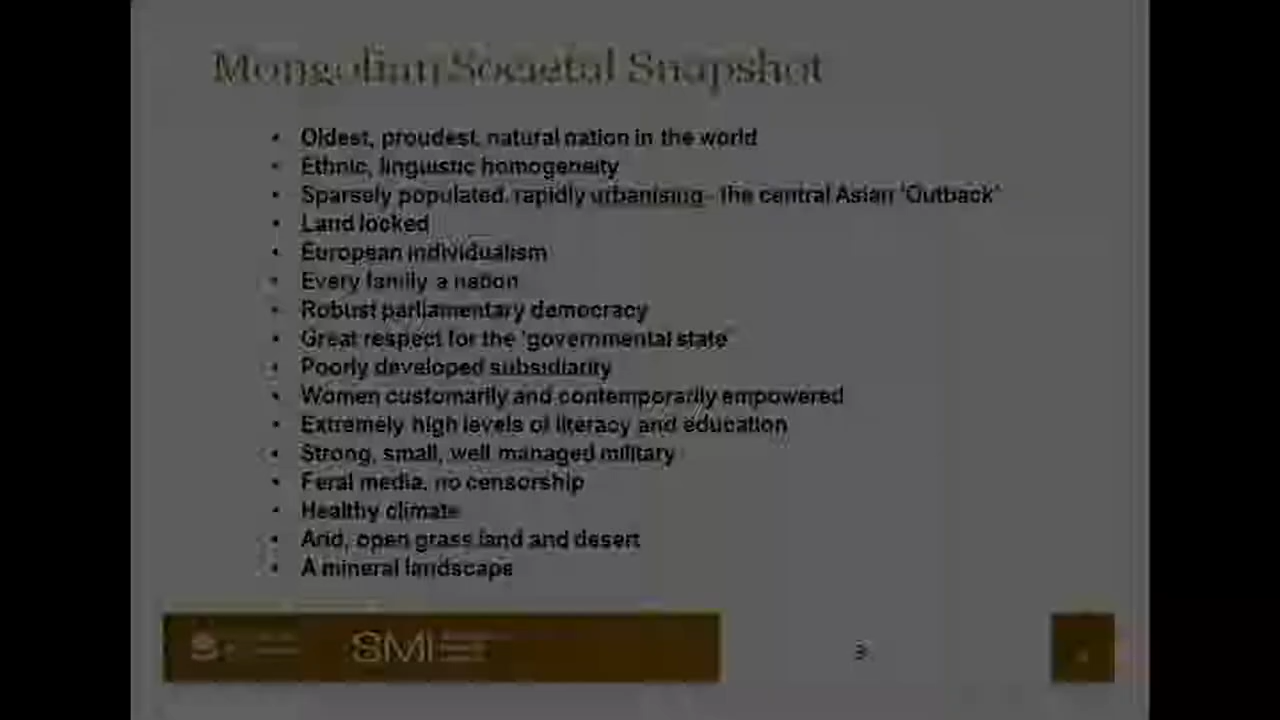 Mongolian Societal Snapshot
• Oldest, proudest, natural nation in the world
• Ethnic, linguistic homogeneity
• Sparsely populated, rapidly urbanising- the central Asian 'Outback'
• Land locked
• European individualism
• Every family a nation
• Robust parliamentary democracy
• Great respect for the 'governmental state'
• Poorly developed subsidiarity
• Women customarily and contemporarily empowered
• Extremely high levels of literacy and education
• Strong, small, well managed military
• Feral media, no censorship
• Healthy climate
• Arid, open grass land and desert
• A mineral landscape
SMI
3